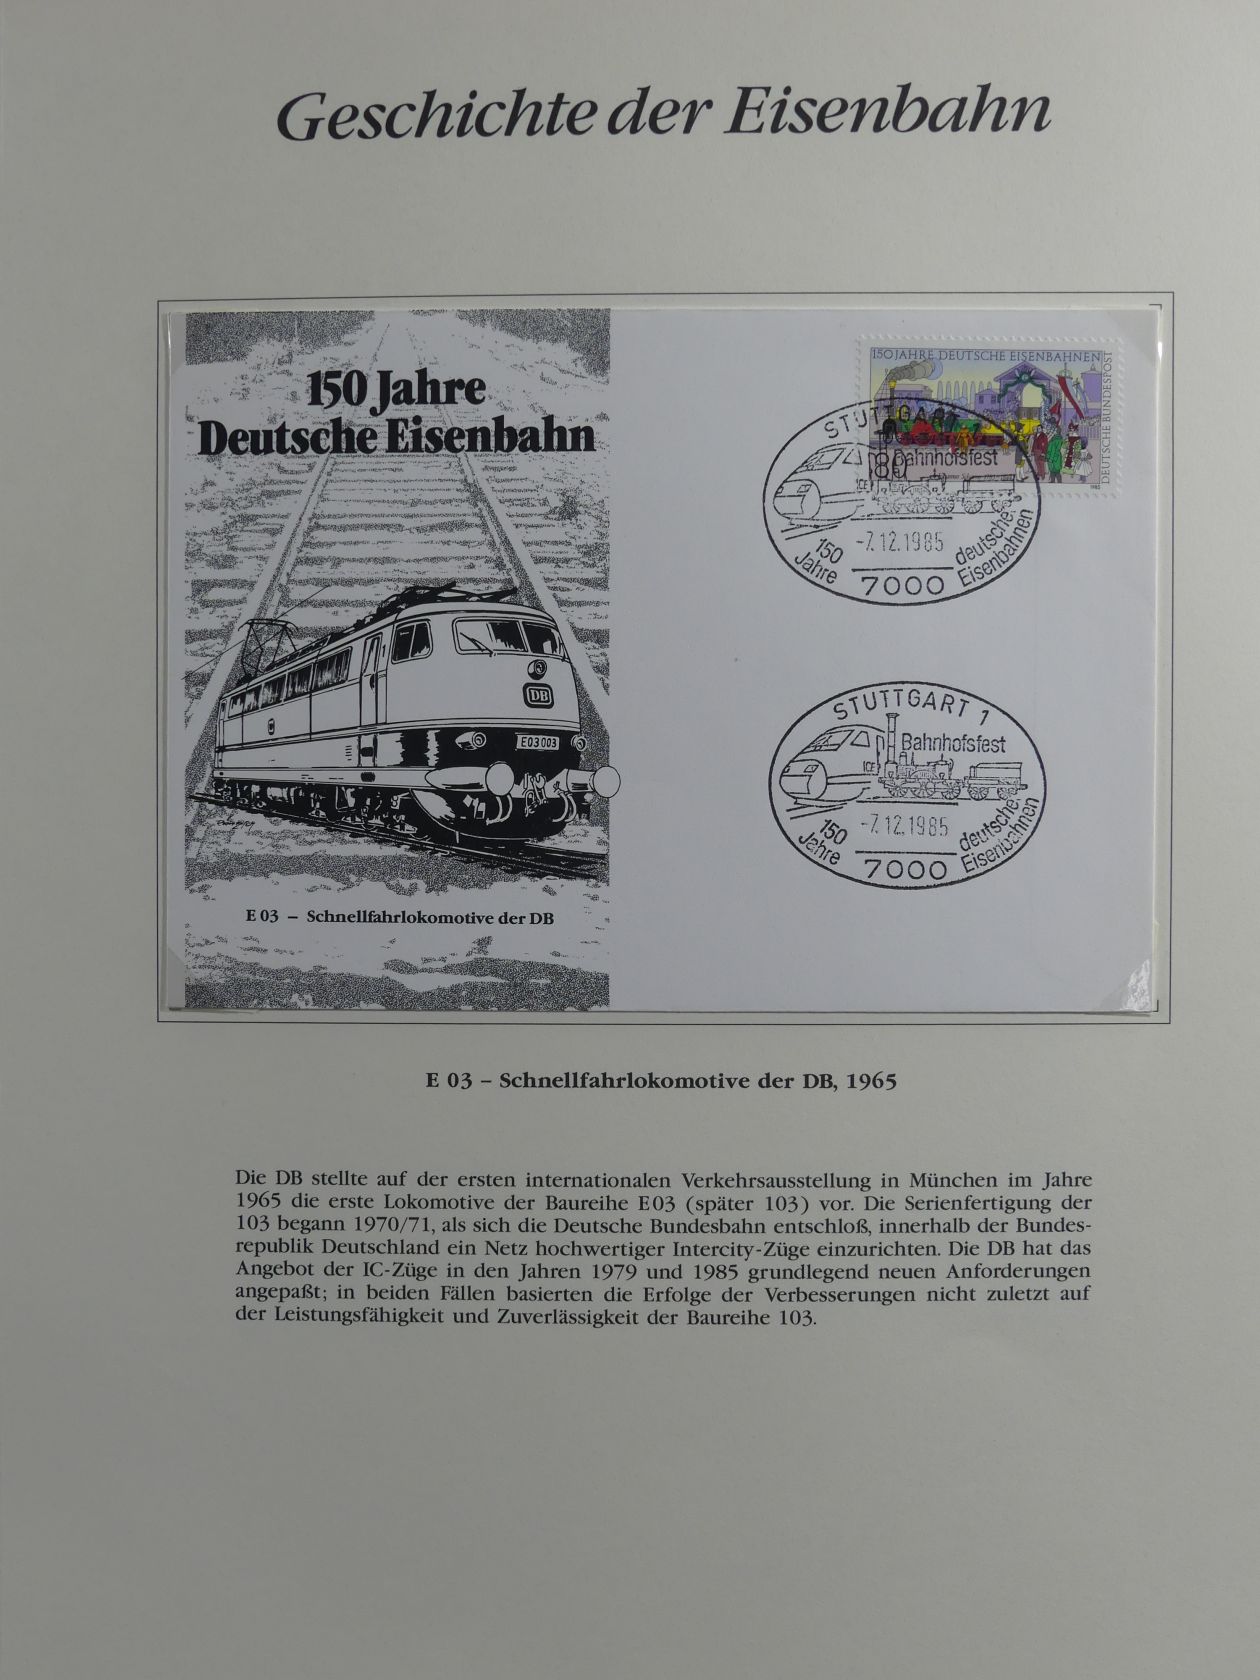 Geschichte der Eisenbahn
150 Jahre
Deutsche Eisenbahn
DB
E03 003
E 03 – Schnellfahrlokomotive der DB
150 JAHRE DEUTSCHE EISENBAHNEN
DEUTSCHE BUNDESPOST
80
1985
STUTTGART
Bahnhofsfest
ICE
-7.12.1985
150 Jahre
deutsche Eisenbahnen
7000
STUTTGART 1
Bahnhofsfest
ICE
-7.12.1985
150 Jahre
deutsche Eisenbahnen
7000
E 03 – Schnellfahrlokomotive der DB, 1965
Die DB stellte auf der ersten internationalen Verkehrsausstellung in München im Jahre
1965 die erste Lokomotive der Baureihe E03 (später 103) vor. Die Serienfertigung der
103 begann 1970/71, als sich die Deutsche Bundesbahn entschloß, innerhalb der Bundes-
republik Deutschland ein Netz hochwertiger Intercity-Züge einzurichten. Die DB hat das
Angebot der IC-Züge in den Jahren 1979 und 1985 grundlegend neuen Anforderungen
angepaßt; in beiden Fällen basierten die Erfolge der Verbesserungen nicht zuletzt auf
der Leistungsfähigkeit und Zuverlässigkeit der Baureihe 103.